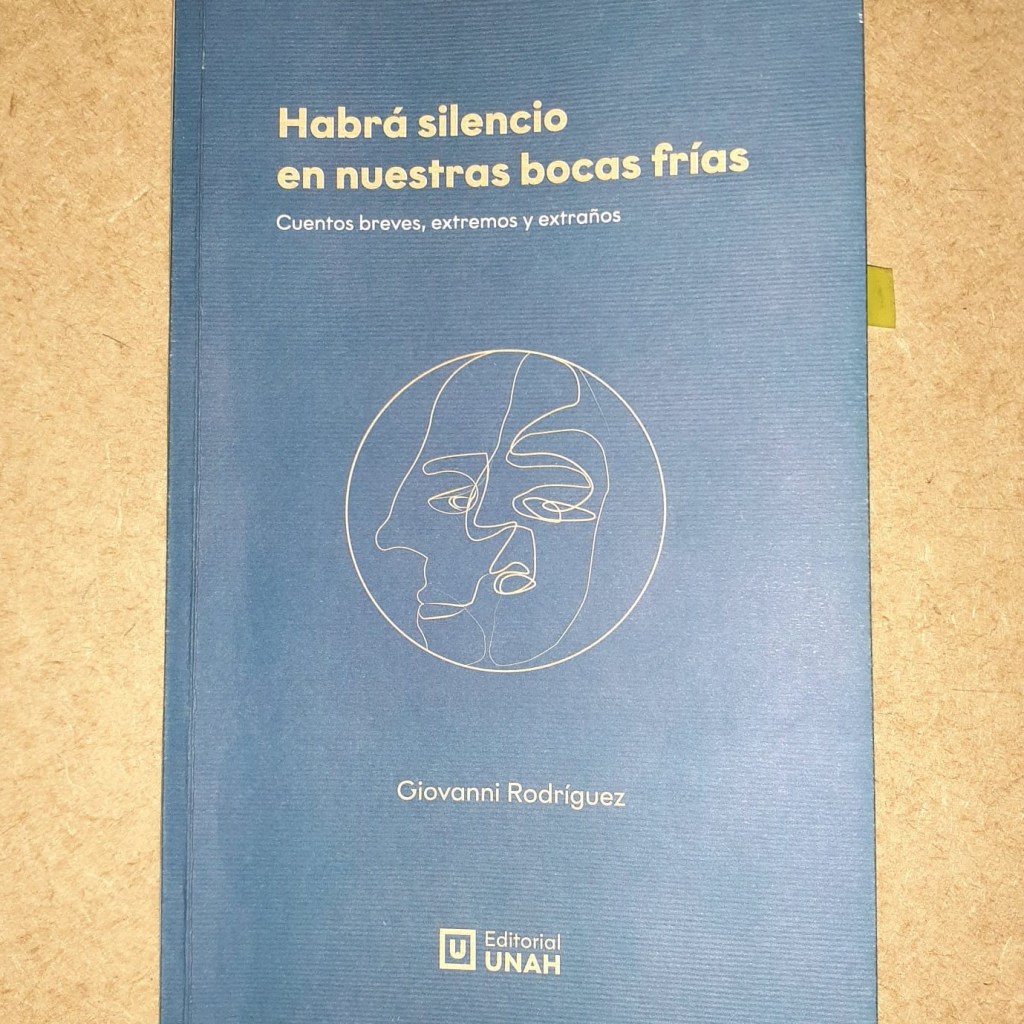 Habrá silencio
en nuestras bocas frías
Cuentos breves, extremos y extraños
Giovanni Rodríguez
U Editorial
UNAH